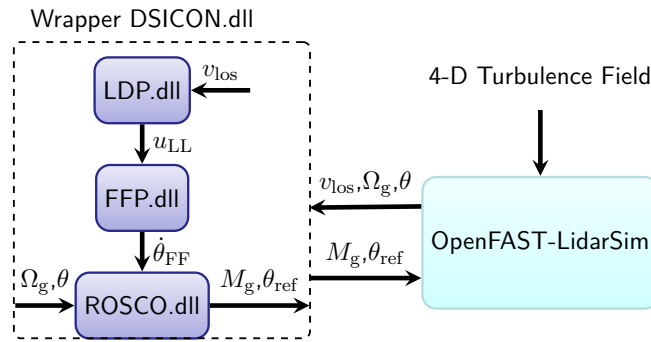 Wrapper DSICON.dll
LDP.dll
v_los
4-D Turbulence Field
u_LL
FFP.dll
v_los,Ω_g,θ
OpenFAST-LidarSim
θ̇_FF
M_g,θ_ref
Ω_g,θ
ROSCO.dll
M_g,θ_ref